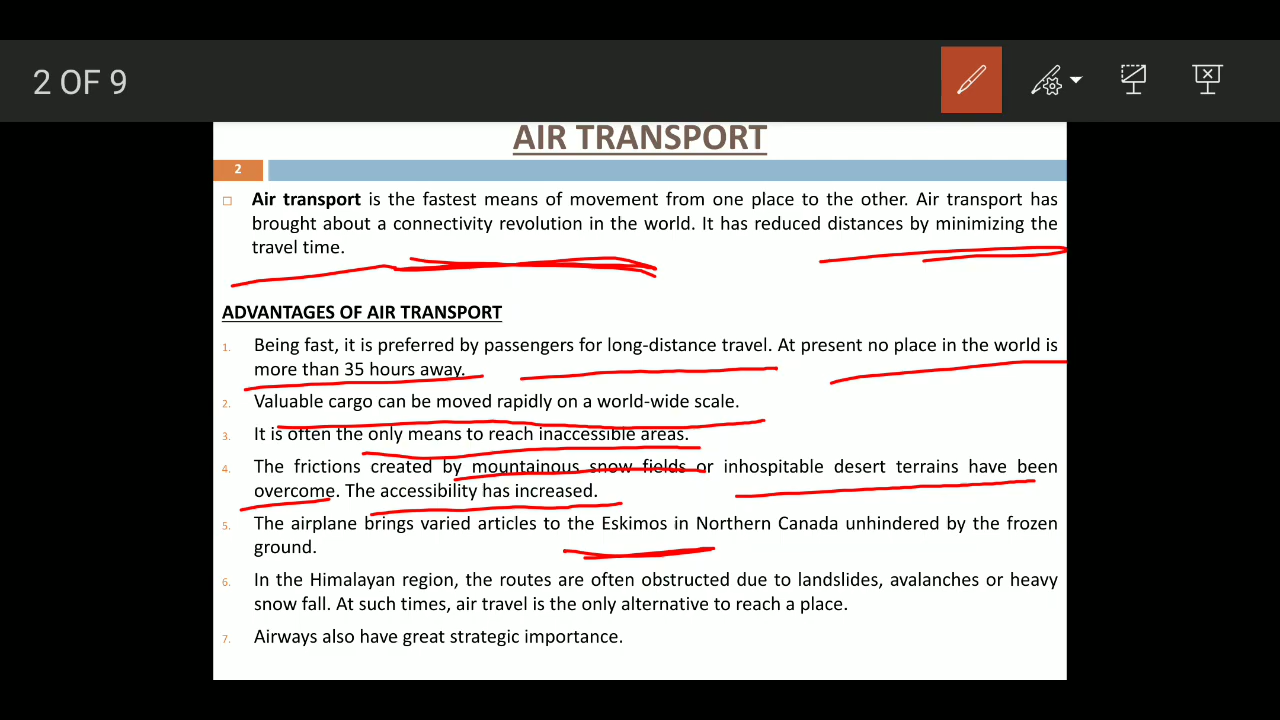 2 OF 9
AIR TRANSPORT
2
Air transport is the fastest means of movement from one place to the other. Air transport has
brought about a connectivity revolution in the world. It has reduced distances by minimizing the
travel time.
ADVANTAGES OF AIR TRANSPORT
1. Being fast, it is preferred by passengers for long-distance travel. At present no place in the world is
more than 35 hours away.
2. Valuable cargo can be moved rapidly on a world-wide scale.
3. It is often the only means to reach inaccessible areas.
4. The frictions created by mountainous snow fields or inhospitable desert terrains have been
overcome. The accessibility has increased.
5. The airplane brings varied articles to the Eskimos in Northern Canada unhindered by the frozen
ground.
6. In the Himalayan region, the routes are often obstructed due to landslides, avalanches or heavy
snow fall. At such times, air travel is the only alternative to reach a place.
7. Airways also have great strategic importance.